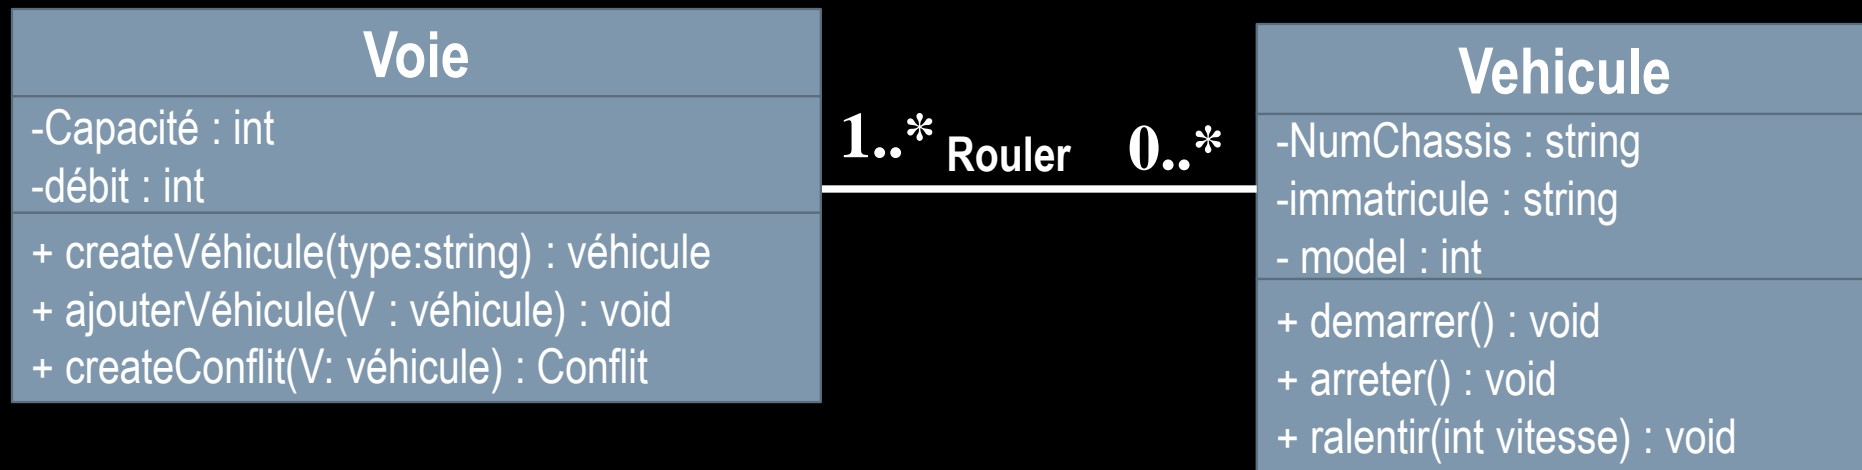 Voie
-Capacité : int
-débit : int
+ createVéhicule(type:string) : véhicule
+ ajouterVéhicule(V : véhicule) : void
+ createConflit(V: véhicule) : Conflit
1..* Rouler 0..*
Vehicule
-NumChassis : string
-immatricule : string
- model : int
+ demarrer() : void
+ arreter() : void
+ ralentir(int vitesse) : void